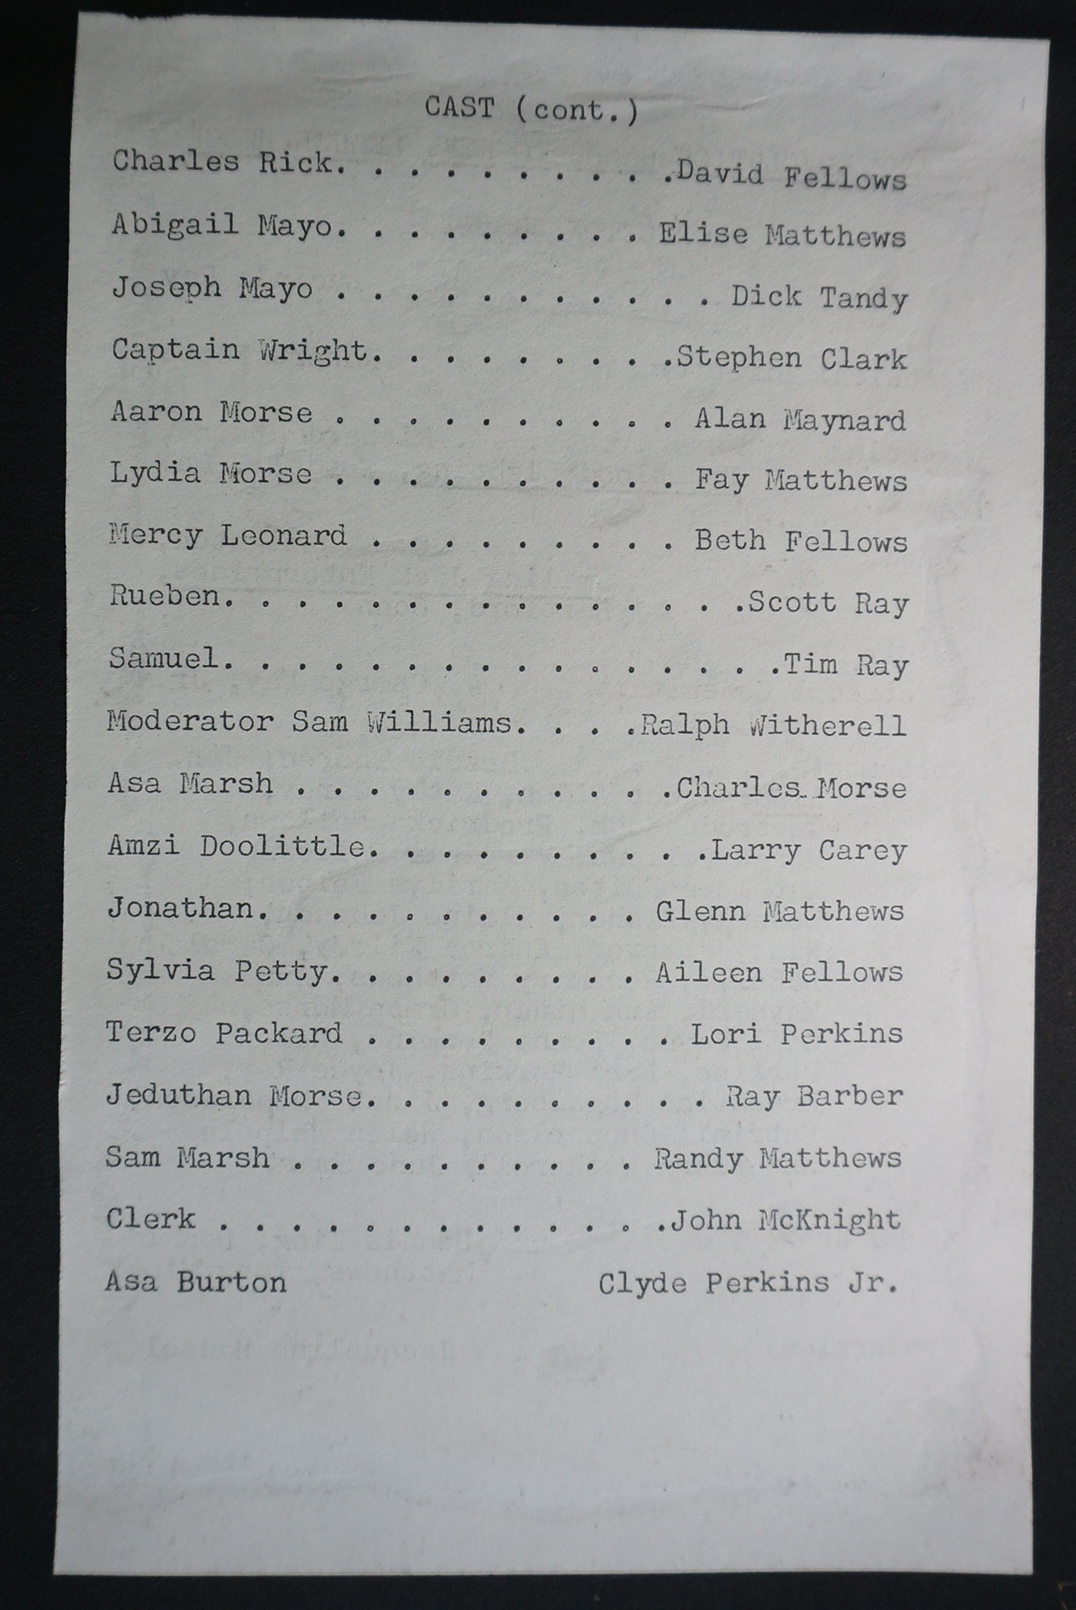 CAST (cont.)
Charles Rick. . . . . . . . . .David Fellows
Abigail Mayo. . . . . . . . . Elise Matthews
Joseph Mayo . . . . . . . . . . . Dick Tandy
Captain Wright. . . . . . . . .Stephen Clark
Aaron Morse . . . . . . . . . . Alan Maynard
Lydia Morse . . . . . . . . . . Fay Matthews
Mercy Leonard . . . . . . . . . Beth Fellows
Rueben. . . . . . . . . . . . . . .Scott Ray
Samuel. . . . . . . . . . . . . . . .Tim Ray
Moderator Sam Williams. . . .Ralph Witherell
Asa Marsh . . . . . . . . . . .Charles Morse
Amzi Doolittle. . . . . . . . . .Larry Carey
Jonathan. . . . . . . . . . . Glenn Matthews
Sylvia Petty. . . . . . . . . Aileen Fellows
Terzo Packard . . . . . . . . . Lori Perkins
Jeduthan Morse. . . . . . . . . . Ray Barber
Sam Marsh . . . . . . . . . . Randy Matthews
Clerk . . . . . . . . . . . . .John McKnight
Asa Burton Clyde Perkins Jr.